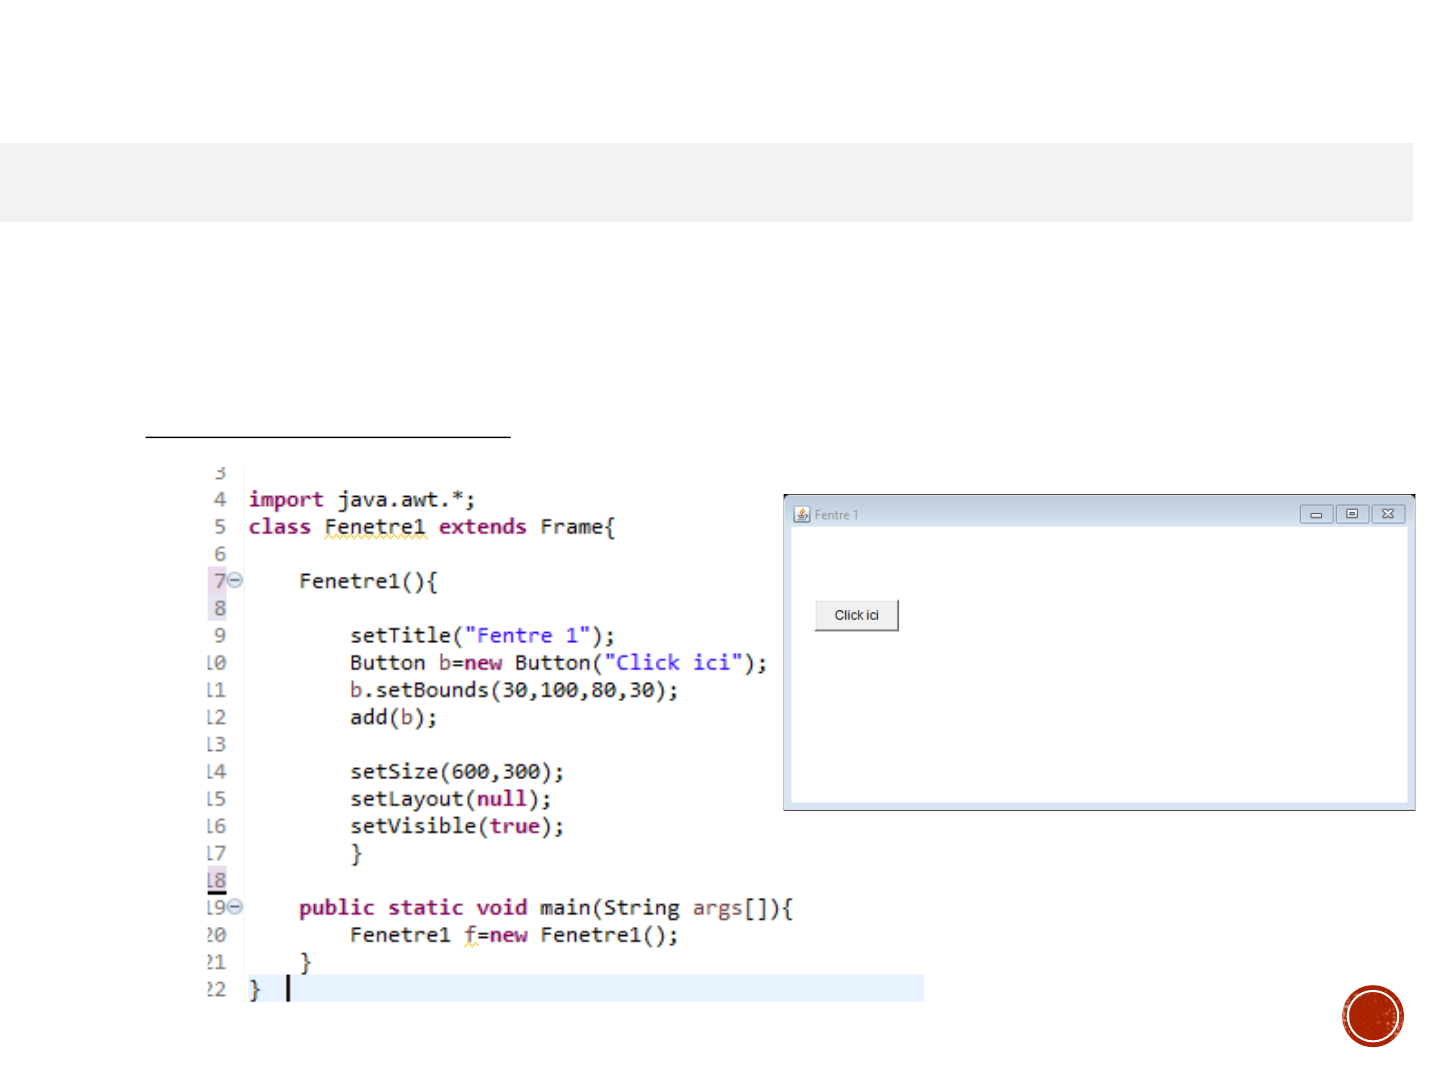 3
4 import java.awt.*;
5 class Fenetre1 extends Frame{
6
7 Fenetre1(){
8
9 setTitle("Fentre 1");
10 Button b=new Button("Click ici");
11 b.setBounds(30,100,80,30);
12 add(b);
13
14 setSize(600,300);
15 setLayout(null);
16 setVisible(true);
17 }
18
19 public static void main(String args[]){
20 Fenetre1 f=new Fenetre1();
21 }
22 }
Fentre 1
Click ici